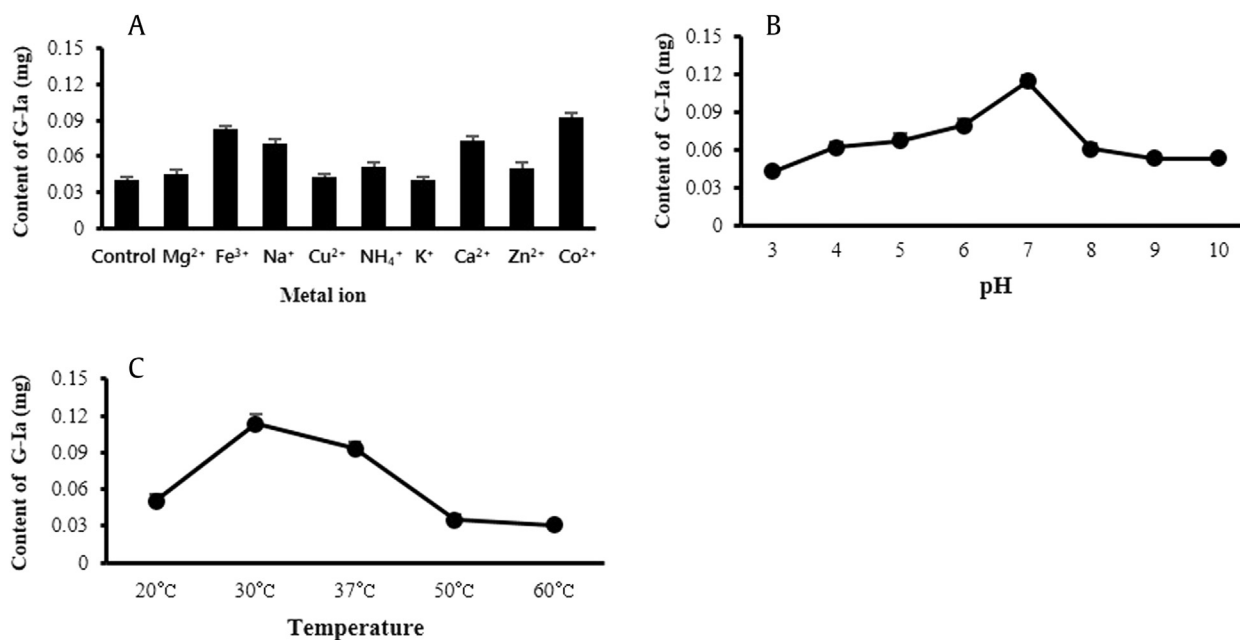 A
Content of G-Ia (mg)
0.15
0.12
0.09
0.06
0.03
0
Control Mg²⁺ Fe³⁺ Na⁺ Cu²⁺ NH₄⁺ K⁺ Ca²⁺ Zn²⁺ Co²⁺
Metal ion
B
Content of G-Ia (mg)
0.15
0.12
0.09
0.06
0.03
0
3 4 5 6 7 8 9 10
pH
C
Content of G-Ia (mg)
0.15
0.12
0.09
0.06
0.03
0
20°C 30°C 37°C 50°C 60°C
Temperature